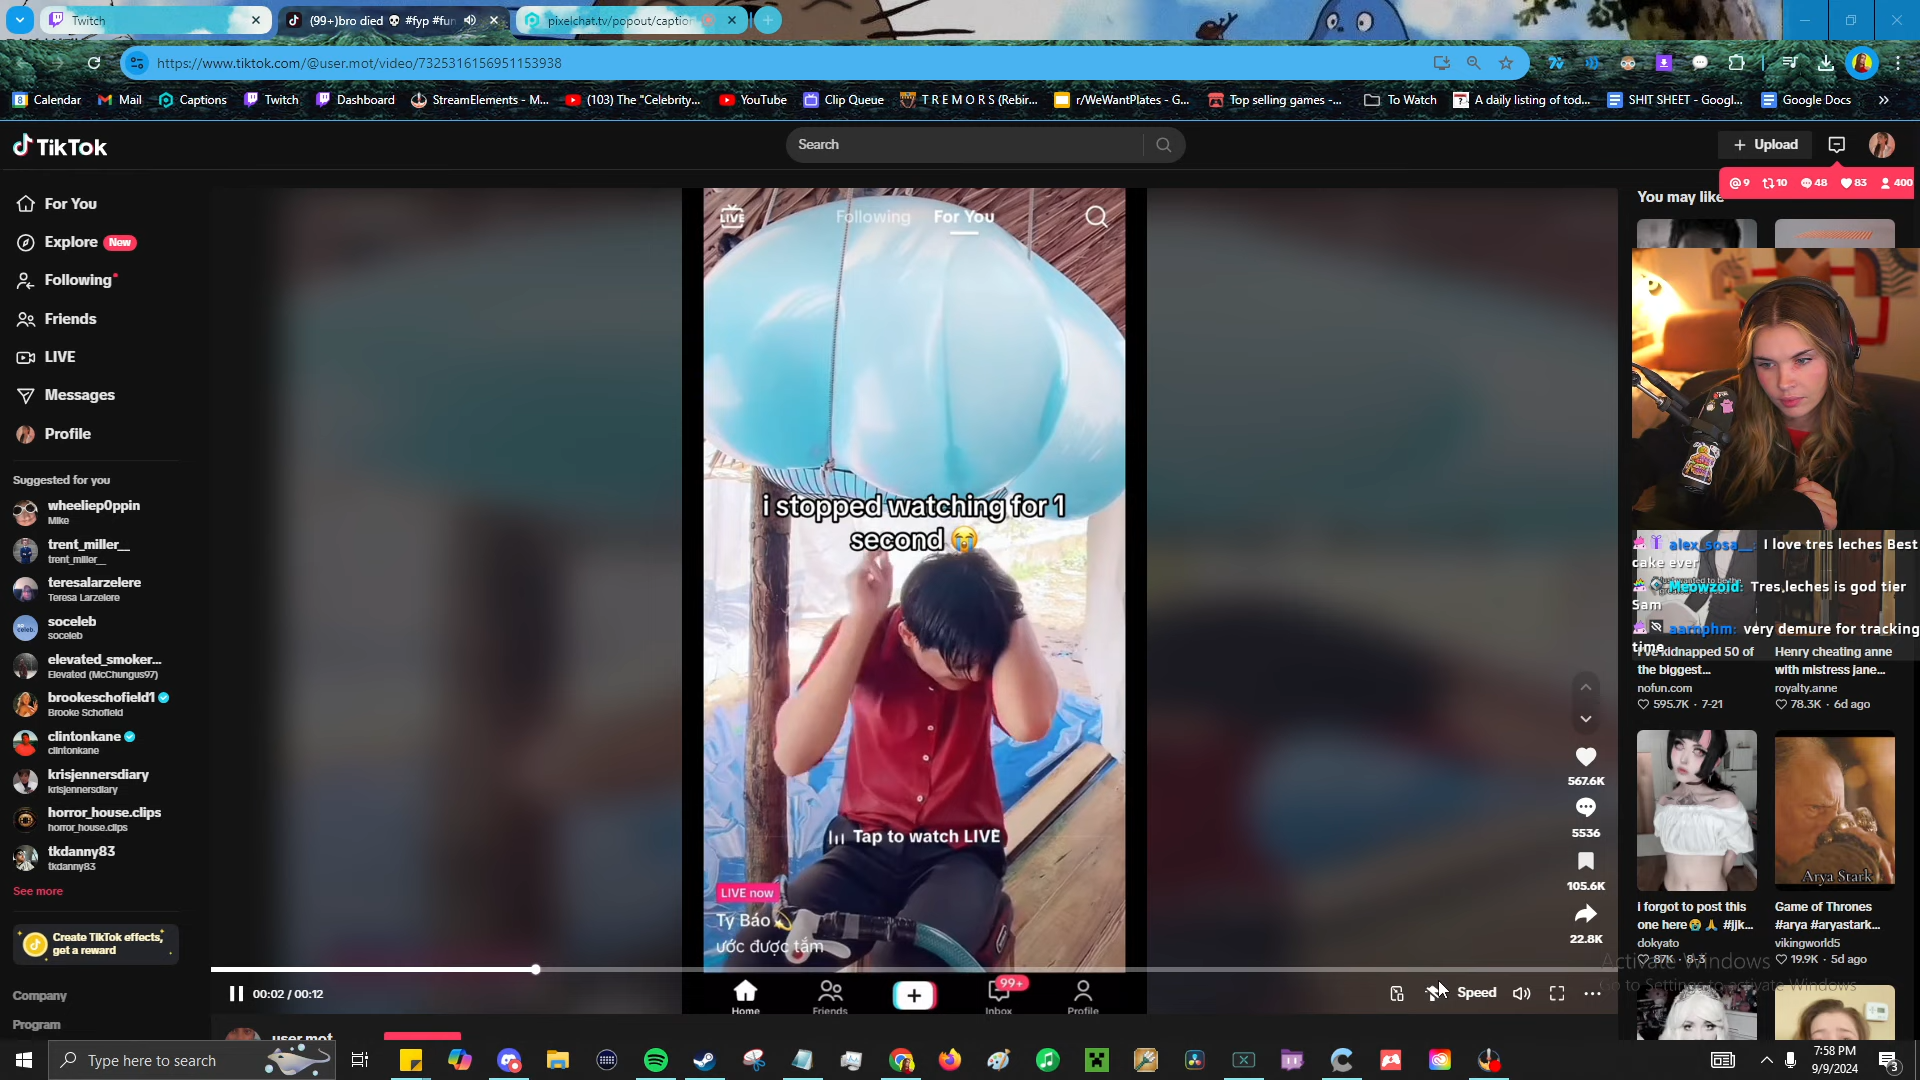 Twitch
(99+)bro died 💀 #fyp #fun
pixelchat.tv/popout/caption
https://www.tiktok.com/@user.mot/video/7325316156951153938
Calendar
Mail
Captions
Twitch
Dashboard
StreamElements - M...
(103) The "Celebrity...
YouTube
Clip Queue
T R E M O R S (Rebir...
r/WeWantPlates - G...
Top selling games -...
To Watch
A daily listing of tod...
SHIT SHEET - Googl...
Google Docs
TikTok
Search
Upload
9 10 48 83 400
For You
Explore New
Following
Friends
LIVE
Messages
Profile
Suggested for you
wheeliep0ppin
Mike
trent_miller__
trent_miller__
teresalarzelere
Teresa Larzelere
soceleb
soceleb
elevated_smoker...
Elevated (McChungus97)
brookeschofield1
Brooke Schofield
clintonkane
clintonkane
krisjennersdiary
krisjennersdiary
horror_house.clips
horror_house.clips
tkdanny83
tkdanny83
See more
Create TikTok effects,
get a reward
Company
Program
LIVE
Following
For You
i stopped watching for 1
second 😭
Tap to watch LIVE
LIVE now
Tý Báo
ước được tắm
Home
Friends
99+
Inbox
Profile
567.6K
5536
105.6K
22.8K
00:02 / 00:12
Speed
user.mot
You may like
alex_sosa__: I love tres leches Best
cake ever
Meowzoid: Tres leches is god tier
Sam
aarnphm: very demure for tracking
time
I've kidnapped 50 of
the biggest...
nofun.com
595.7K · 7-21
Henry cheating anne
with mistress jane...
royalty.anne
78.3K · 6d ago
Arya Stark
i forgot to post this
one here😭🙏 #jjk...
dokyato
87K · 8-3
Game of Thrones
#arya #aryastark...
vikingworld5
19.9K · 5d ago
Activate Windows
Go to Settings to activate Windows.
Type here to search
7:58 PM
9/9/2024
3